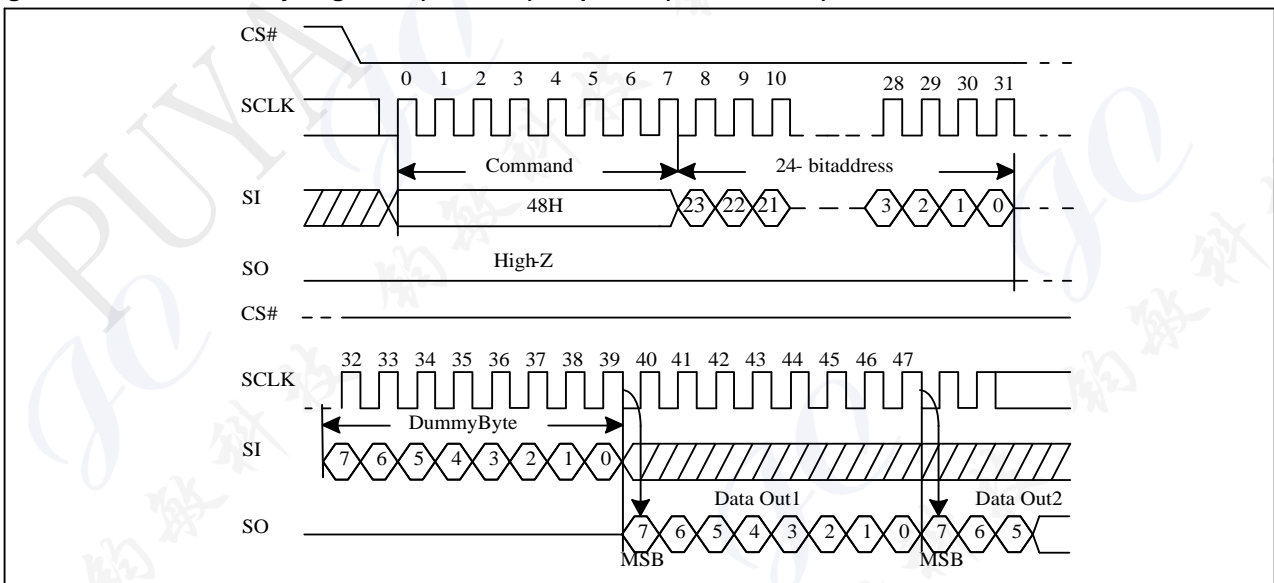 CS#
0 1 2 3 4 5 6 7 8 9 10 28 29 30 31
SCLK
Command 24- bitaddress
SI 48H 23 22 21 3 2 1 0
High-Z
SO
CS#
32 33 34 35 36 37 38 39 40 41 42 43 44 45 46 47
SCLK
DummyByte
SI 7 6 5 4 3 2 1 0
Data Out1 Data Out2
SO 7 6 5 4 3 2 1 0 7 6 5
MSB MSB
PUYA